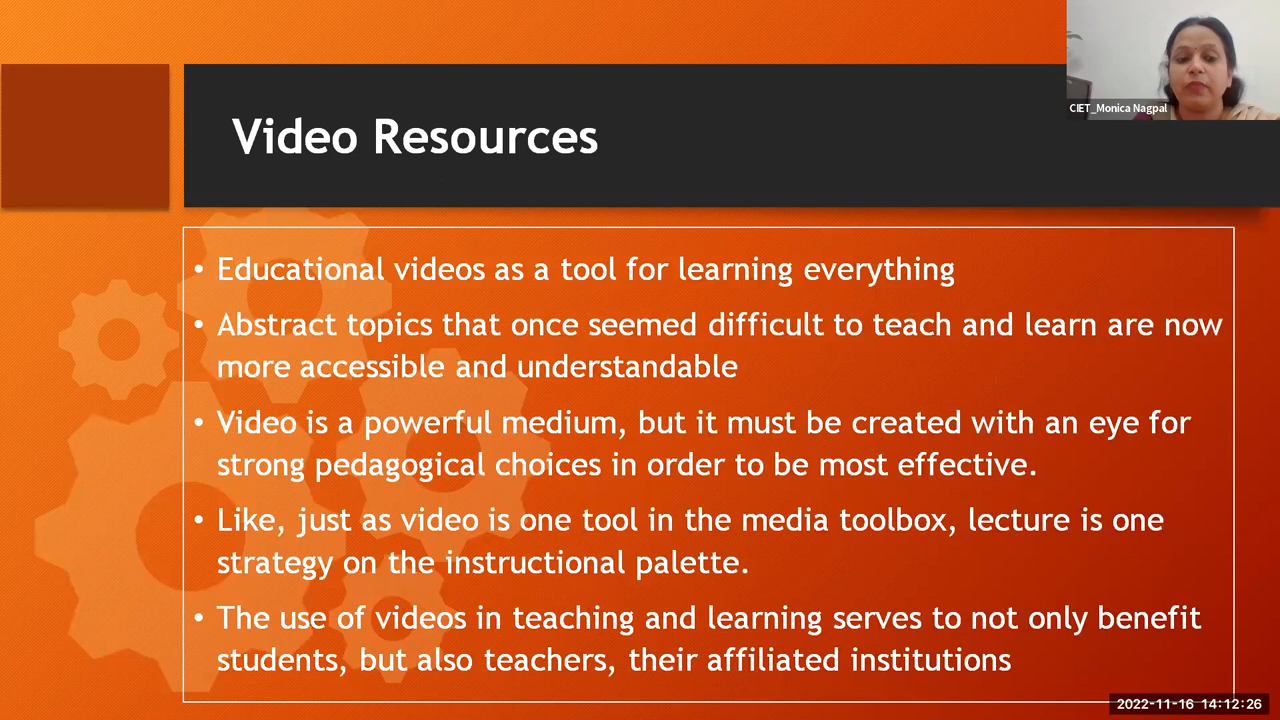 CIET_Monica Nagpal
Video Resources
• Educational videos as a tool for learning everything
• Abstract topics that once seemed difficult to teach and learn are now
more accessible and understandable
• Video is a powerful medium, but it must be created with an eye for
strong pedagogical choices in order to be most effective.
• Like, just as video is one tool in the media toolbox, lecture is one
strategy on the instructional palette.
• The use of videos in teaching and learning serves to not only benefit
students, but also teachers, their affiliated institutions
2022-11-16 14:12:26